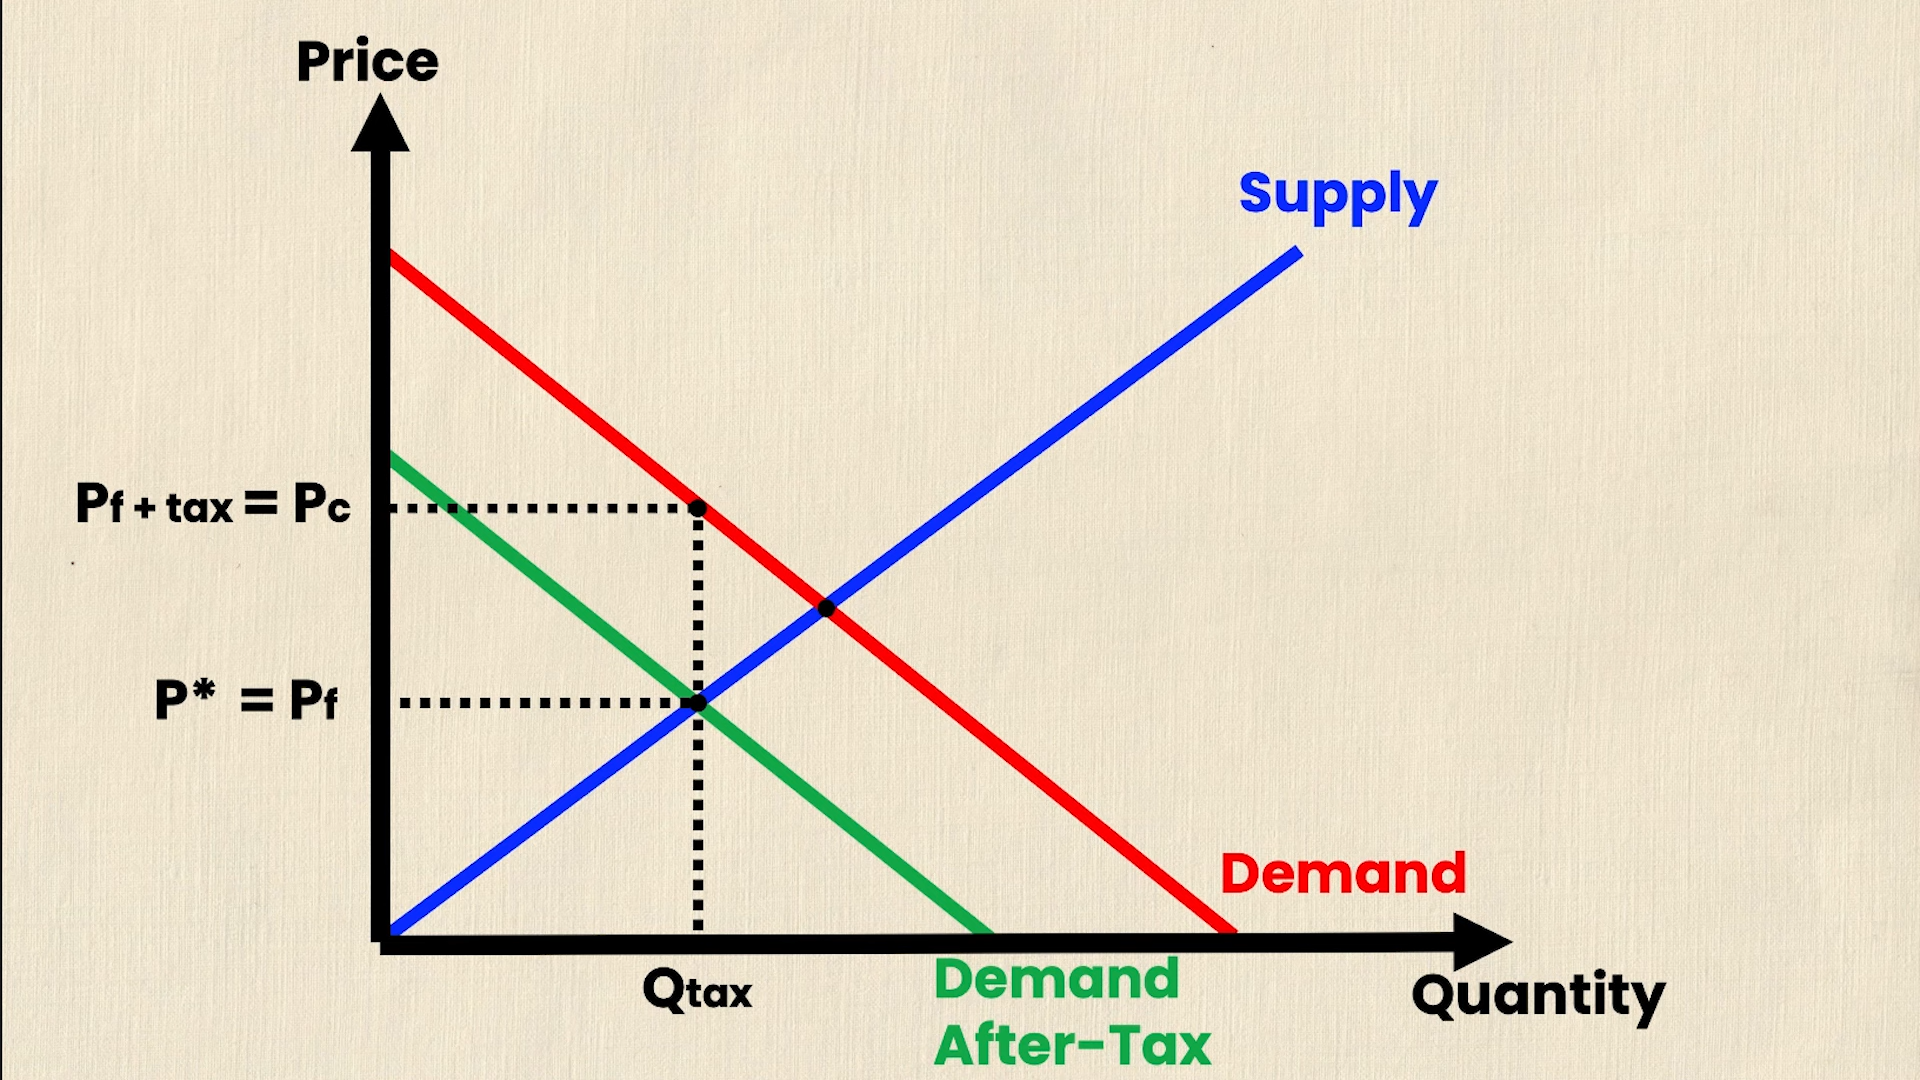 Price
Supply
Pf + tax = Pc
P* = Pf
Demand
Qtax
Demand
After-Tax
Quantity